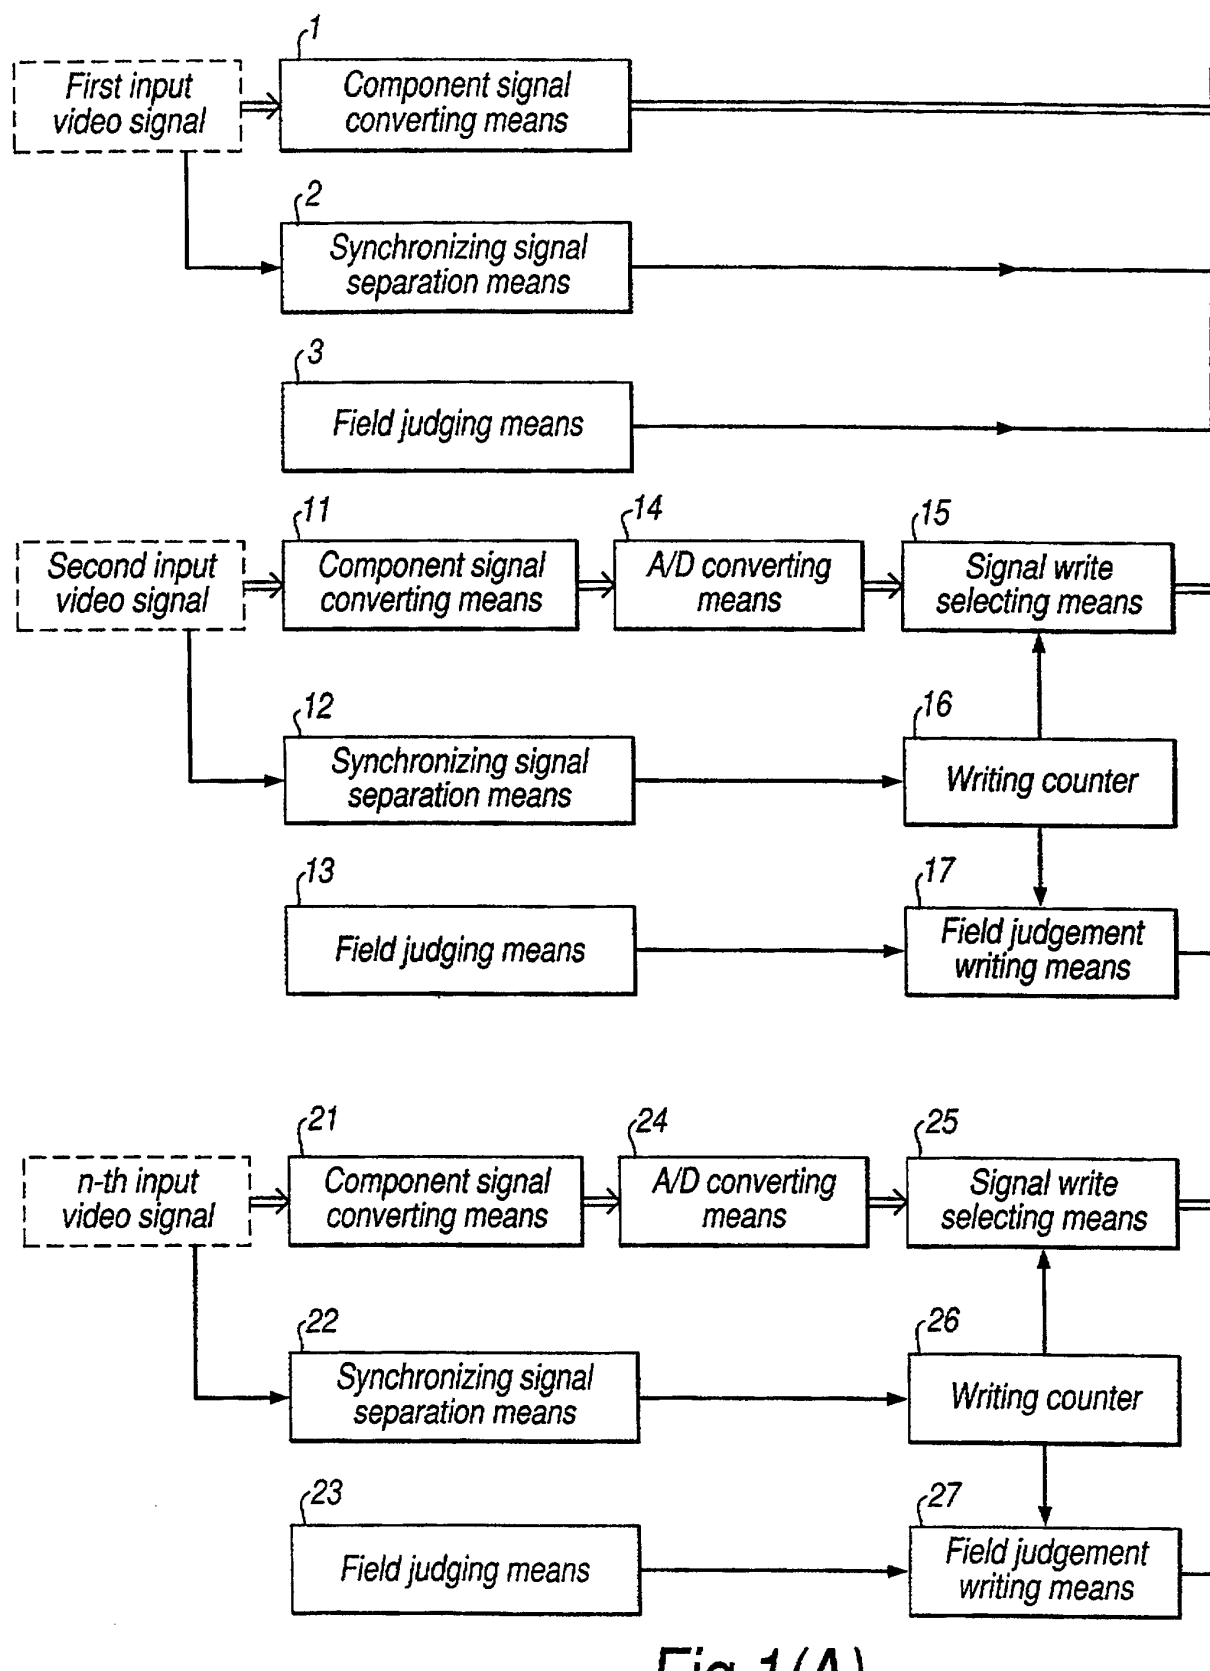 1
First input
video signal
Component signal
converting means
2
Synchronizing signal
separation means
3
Field judging means
11
14
15
Second input
video signal
Component signal
converting means
A/D converting
means
Signal write
selecting means
12
16
Synchronizing signal
separation means
Writing counter
13
17
Field judging means
Field judgement
writing means
21
24
25
n-th input
video signal
Component signal
converting means
A/D converting
means
Signal write
selecting means
22
26
Synchronizing signal
separation means
Writing counter
23
27
Field judging means
Field judgement
writing means
Fig.1(A)